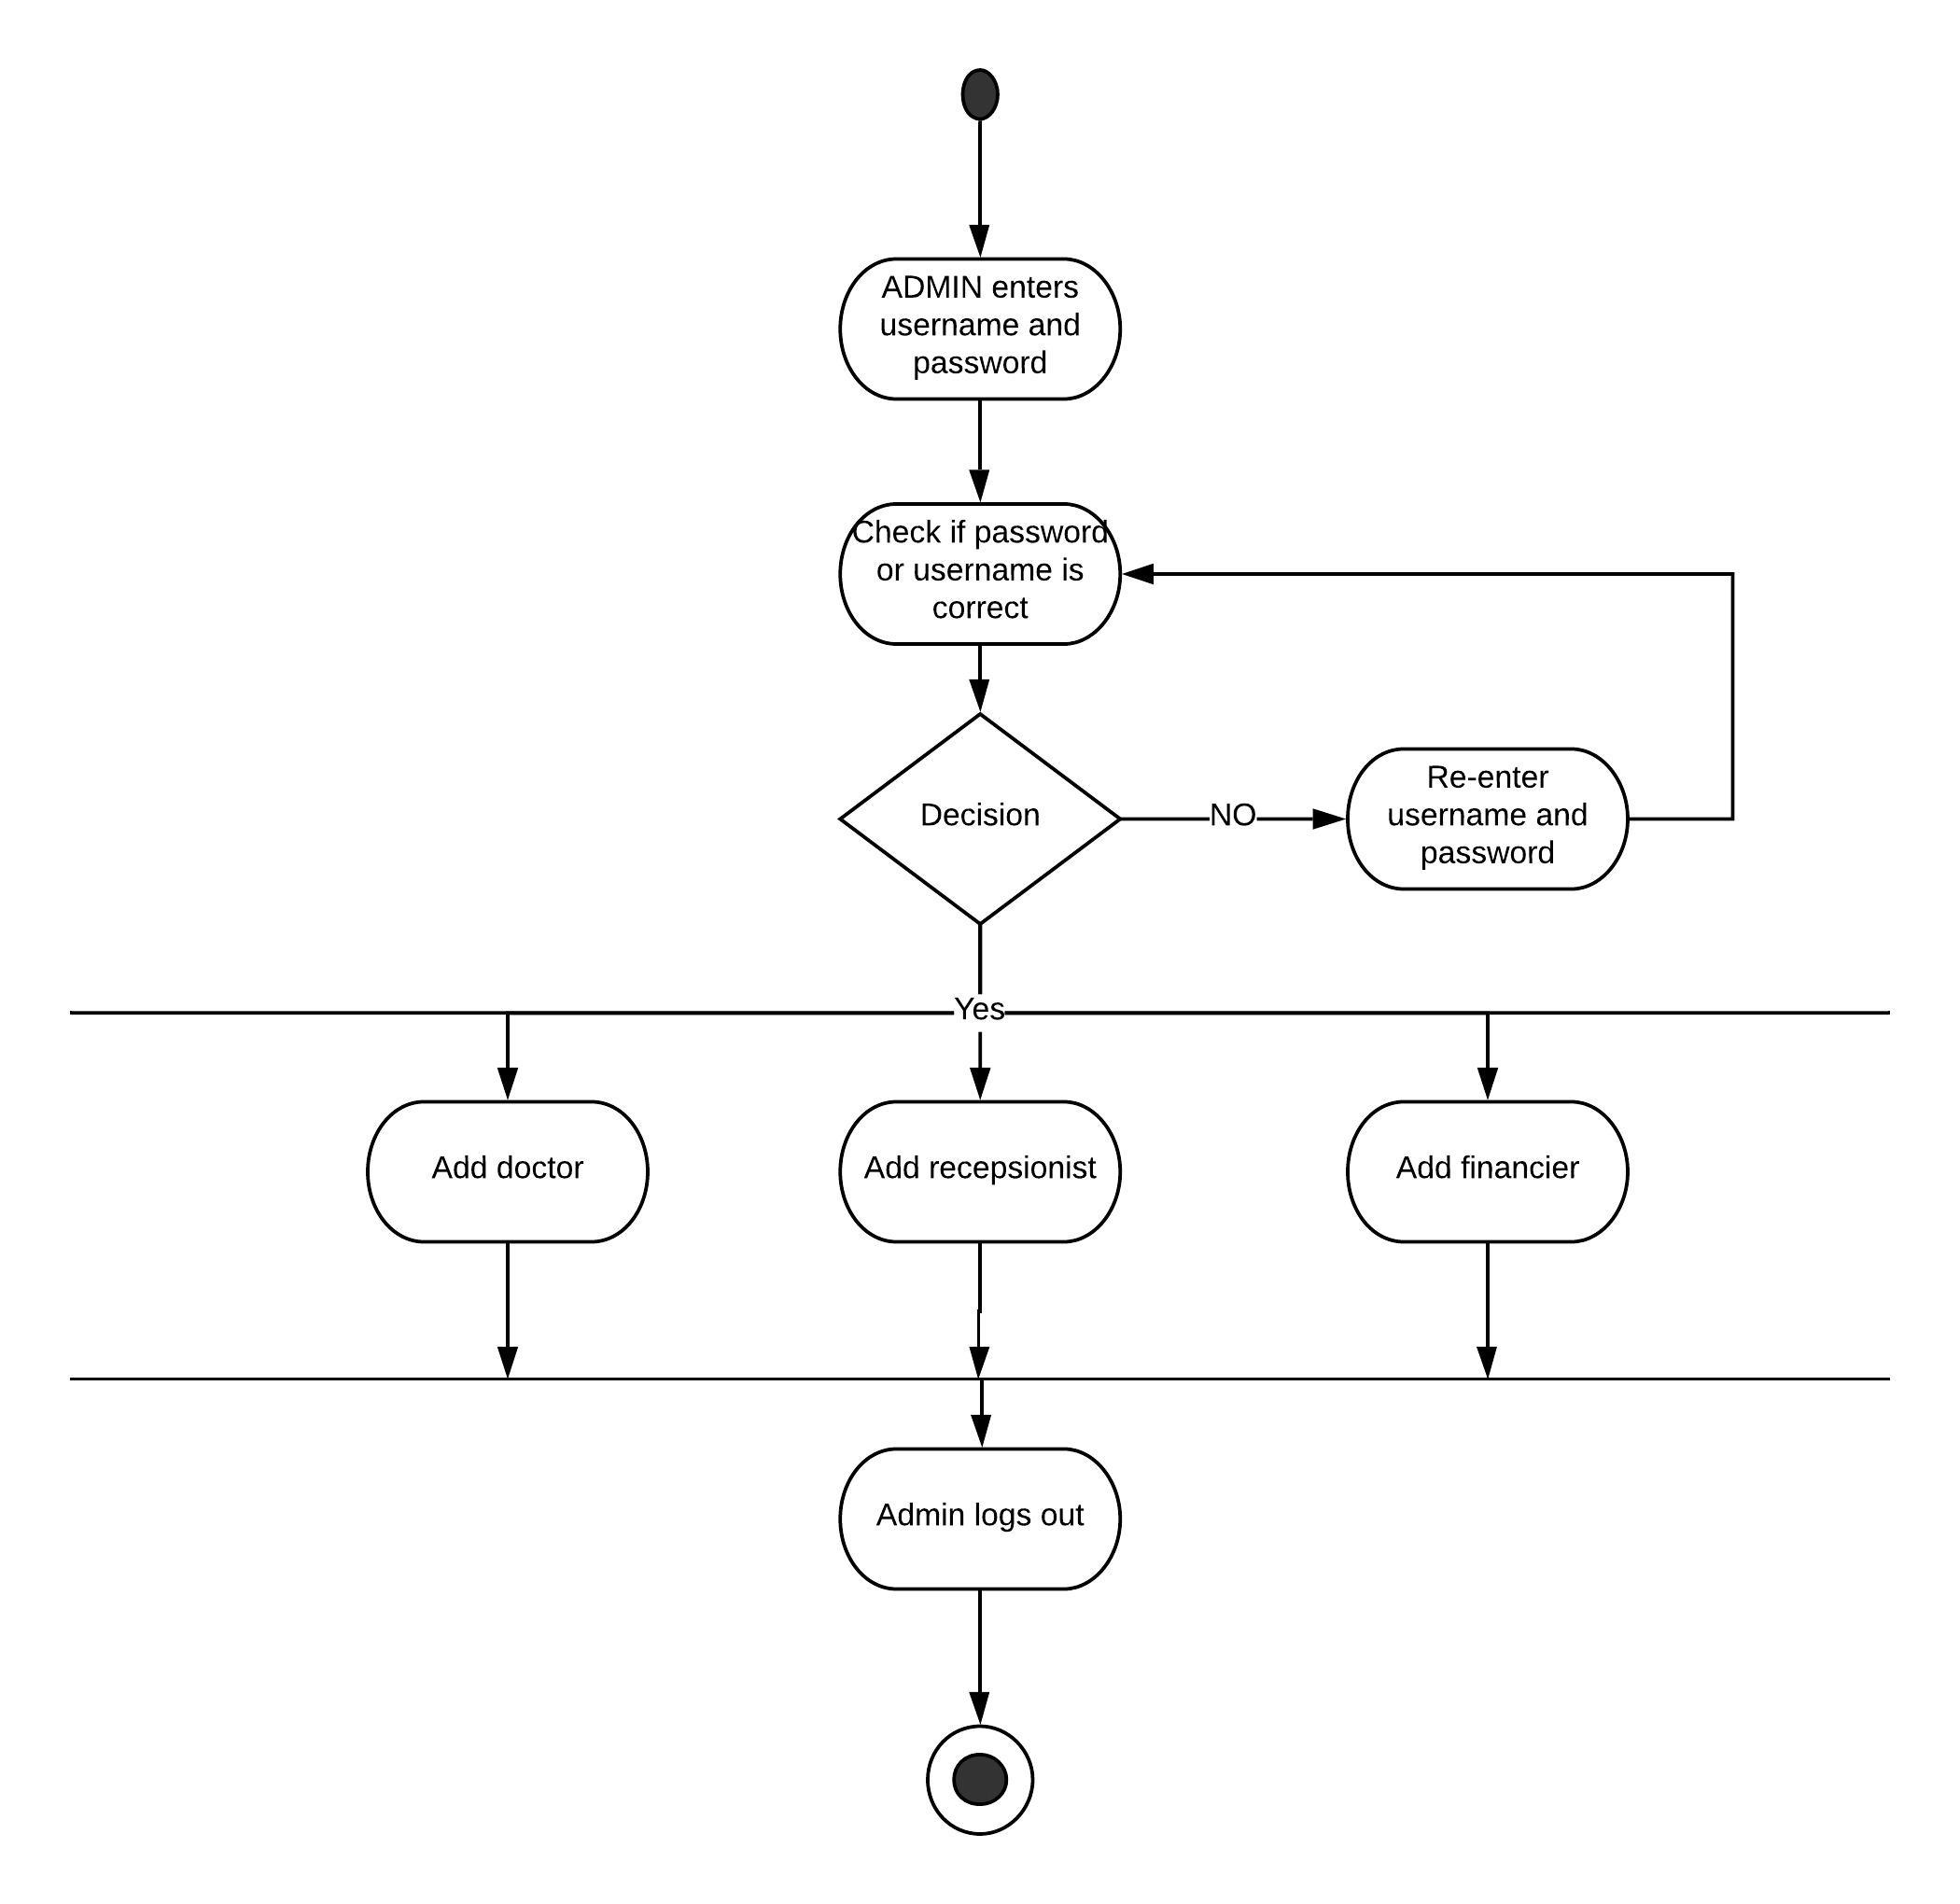 ADMIN enters
username and
password
Check if password
or username is
correct
Decision
NO
Re-enter
username and
password
Yes
Add doctor
Add recepsionist
Add financier
Admin logs out